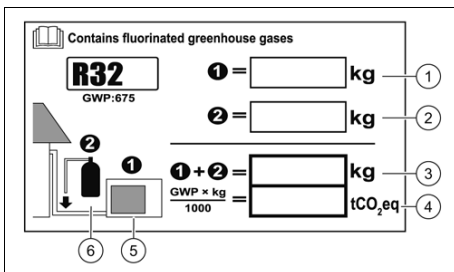 Contains fluorinated greenhouse gases
R32
GWP:675
❶= kg ①
❷= kg ②
❷
❶
❶+❷= kg ③
GWP × kg
1000
= tCO₂eq ④
⑥ ⑤